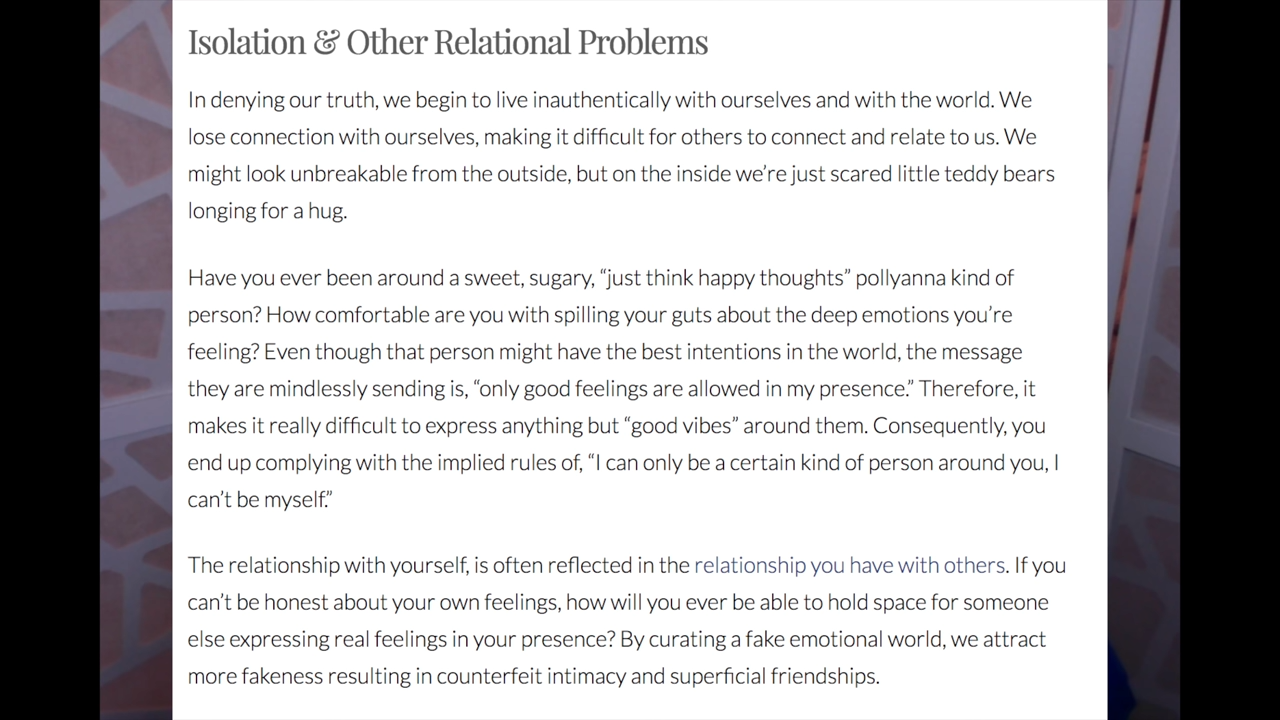 Isolation & Other Relational Problems
In denying our truth, we begin to live inauthentically with ourselves and with the world. We
lose connection with ourselves, making it difficult for others to connect and relate to us. We
might look unbreakable from the outside, but on the inside we’re just scared little teddy bears
longing for a hug.
Have you ever been around a sweet, sugary, “just think happy thoughts” pollyanna kind of
person? How comfortable are you with spilling your guts about the deep emotions you’re
feeling? Even though that person might have the best intentions in the world, the message
they are mindlessly sending is, “only good feelings are allowed in my presence.” Therefore, it
makes it really difficult to express anything but “good vibes” around them. Consequently, you
end up complying with the implied rules of, “I can only be a certain kind of person around you, I
can’t be myself.”
The relationship with yourself, is often reflected in the relationship you have with others. If you
can’t be honest about your own feelings, how will you ever be able to hold space for someone
else expressing real feelings in your presence? By curating a fake emotional world, we attract
more fakeness resulting in counterfeit intimacy and superficial friendships.